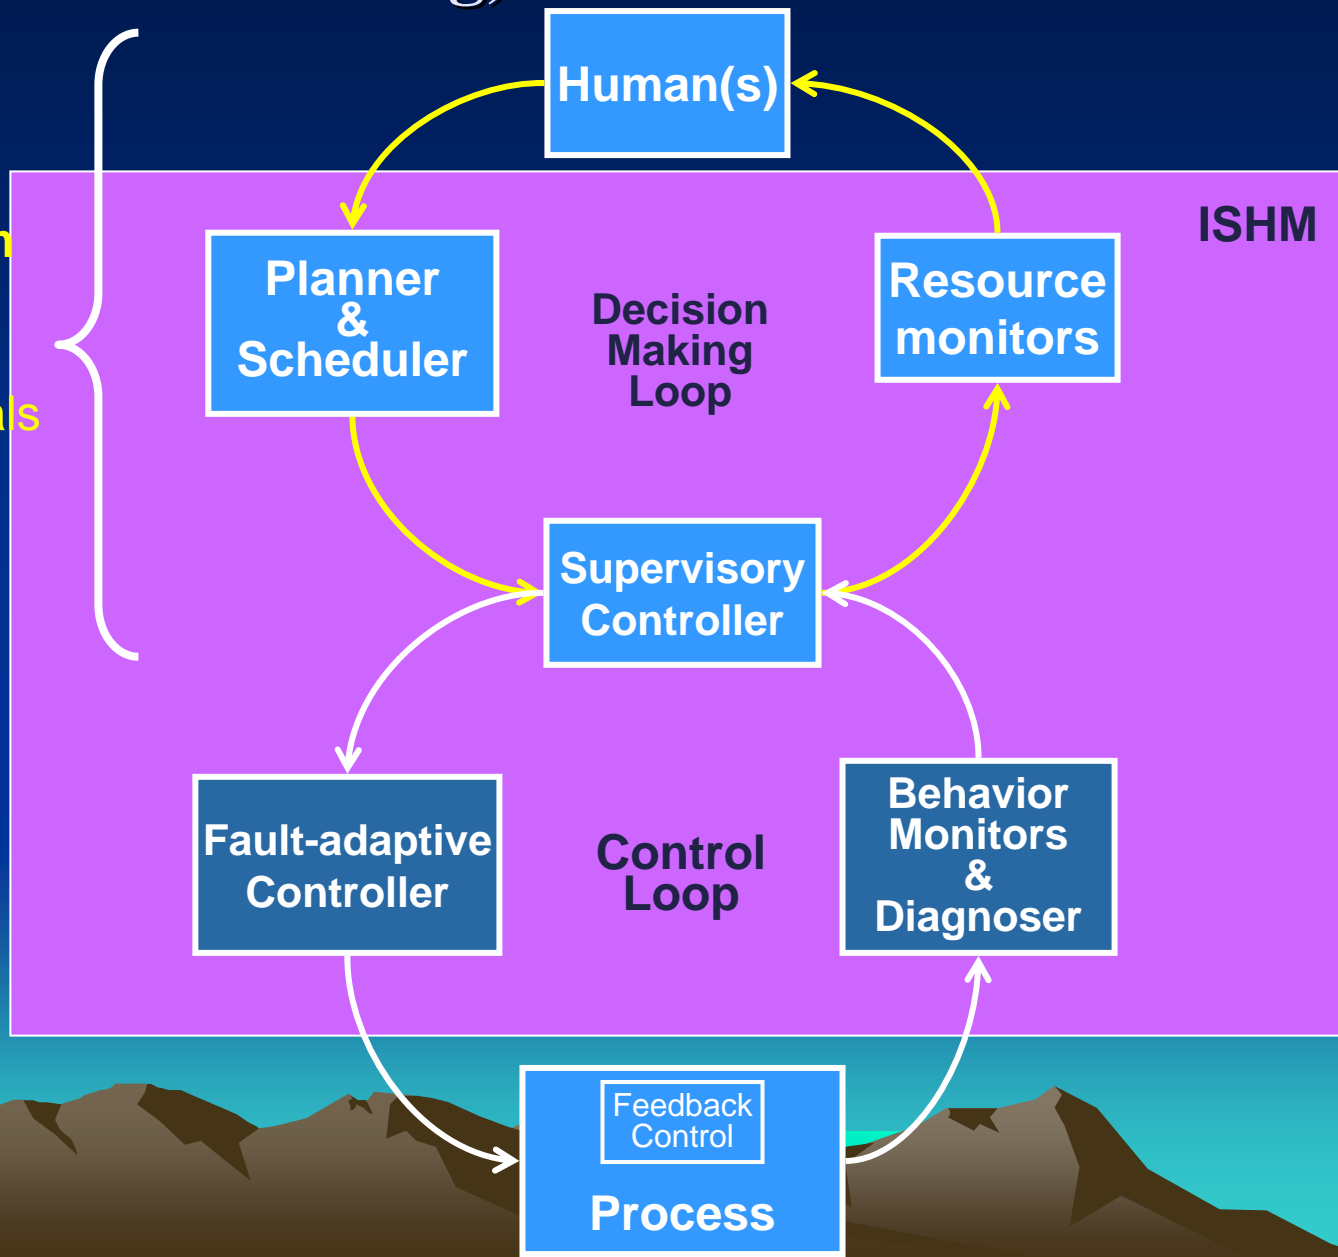 Human(s)
ISHM
Planner
&
Scheduler
Decision
Making
Loop
Resource
monitors
Supervisory
Controller
Fault-adaptive
Controller
Control
Loop
Behavior
Monitors
&
Diagnoser
Feedback
Control
Process